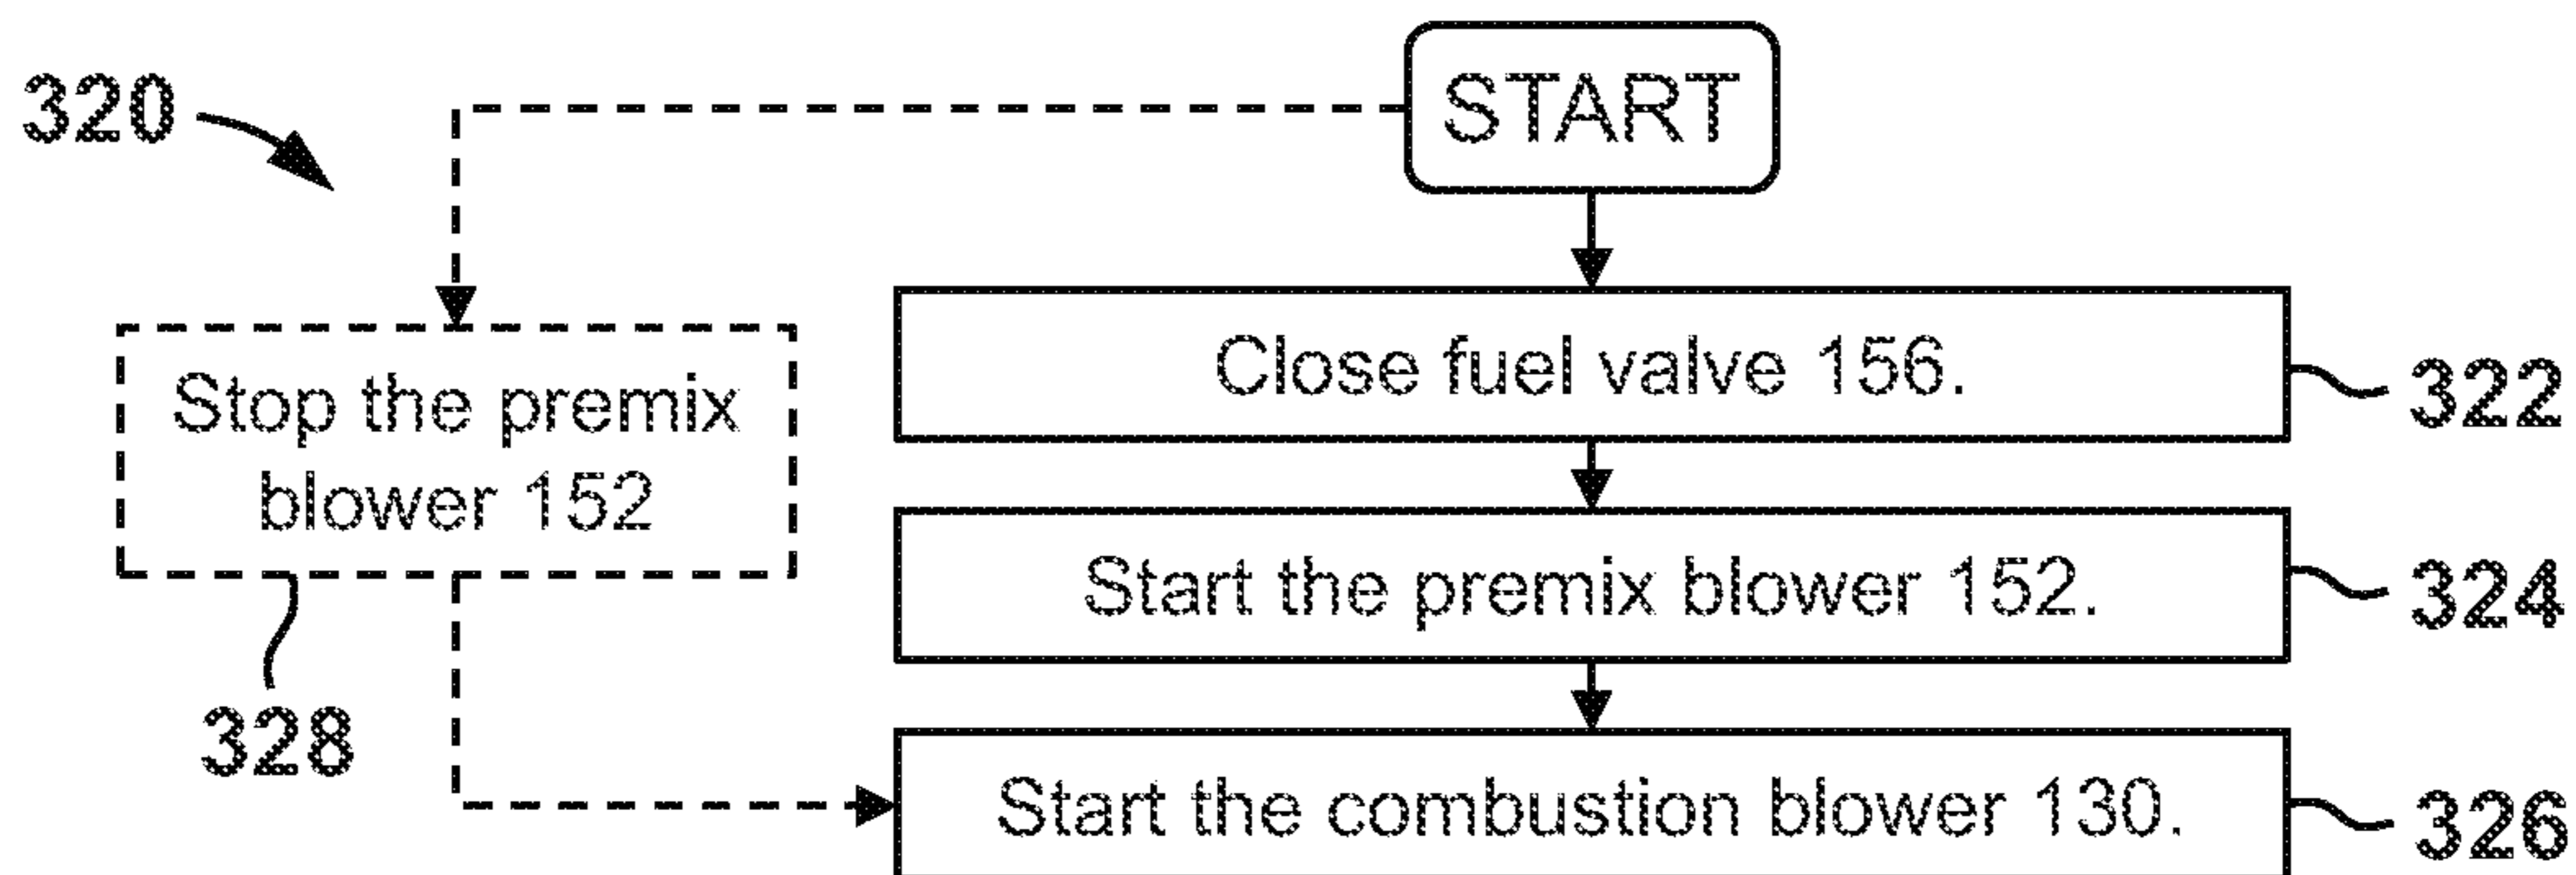 START
320
Close fuel valve 156.
322
Stop the premix
blower 152
Start the premix blower 152.
324
328
Start the combustion blower 130.
326